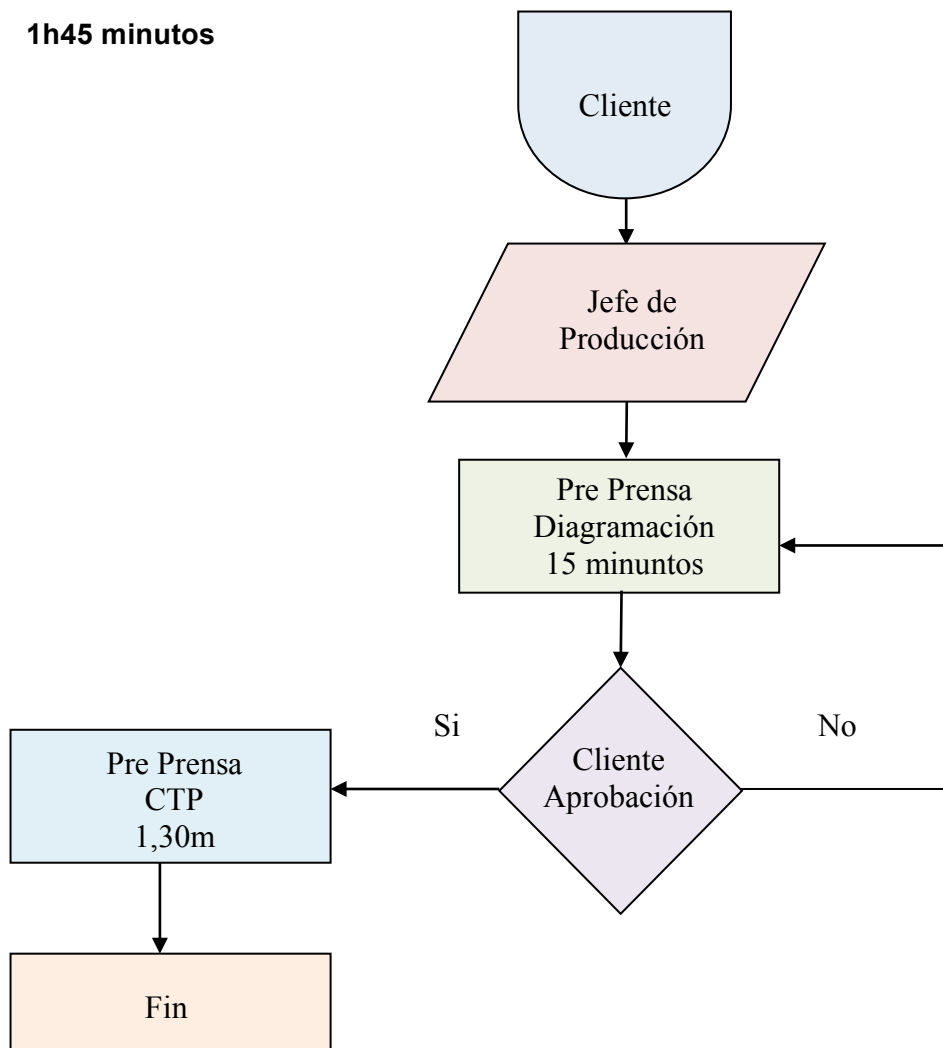 1h45 minutos
Cliente
Jefe de
Producción
Pre Prensa
Diagramación
15 minuntos
Si
No
Cliente
Aprobación
Pre Prensa
CTP
1,30m
Fin